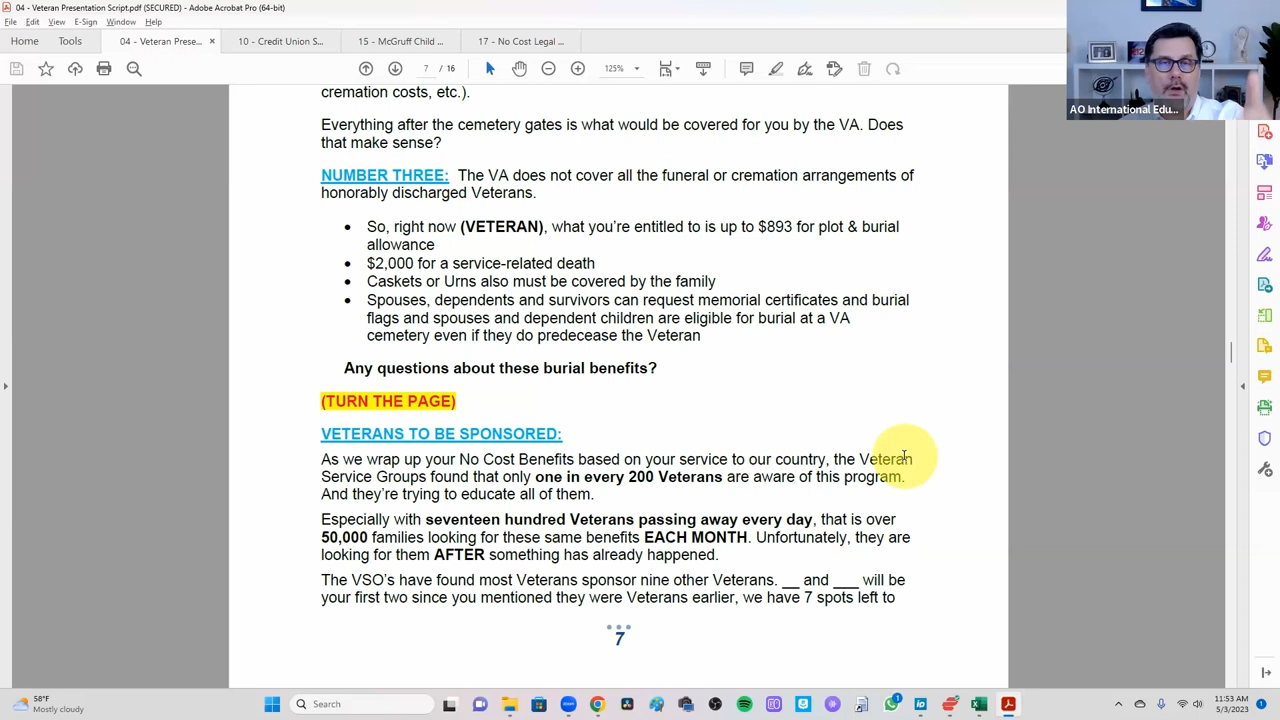 04 - Veteran Presentation Script.pdf (SECURED) - Adobe Acrobat Pro (64-bit)
File Edit View E-Sign Window Help
Home Tools 04 - Veteran Prese... × 10 - Credit Union S... 15 - McGruff Child ... 17 - No Cost Legal ...
7 16 125%
AO International Edu...
cremation costs, etc.).
Everything after the cemetery gates is what would be covered for you by the VA. Does
that make sense?
NUMBER THREE: The VA does not cover all the funeral or cremation arrangements of
honorably discharged Veterans.
• So, right now (VETERAN), what you're entitled to is up to $893 for plot & burial
allowance
• $2,000 for a service-related death
• Caskets or Urns also must be covered by the family
• Spouses, dependents and survivors can request memorial certificates and burial
flags and spouses and dependent children are eligible for burial at a VA
cemetery even if they do predecease the Veteran
Any questions about these burial benefits?
(TURN THE PAGE)
VETERANS TO BE SPONSORED:
As we wrap up your No Cost Benefits based on your service to our country, the Veteran
Service Groups found that only one in every 200 Veterans are aware of this program.
And they're trying to educate all of them.
Especially with seventeen hundred Veterans passing away every day, that is over
50,000 families looking for these same benefits EACH MONTH. Unfortunately, they are
looking for them AFTER something has already happened.
The VSO's have found most Veterans sponsor nine other Veterans. __ and ___ will be
your first two since you mentioned they were Veterans earlier, we have 7 spots left to
7
58°F
Mostly cloudy
Search
11:53 AM
5/3/2023